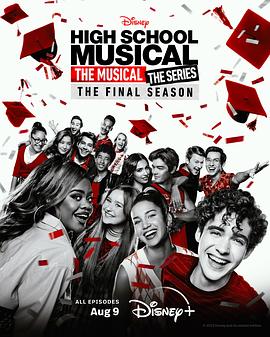 Disney
HIGH SCHOOL
MUSICAL
THE MUSICAL THE SERIES
THE FINAL SEASON
ALL EPISODES
Aug 9
Disney+